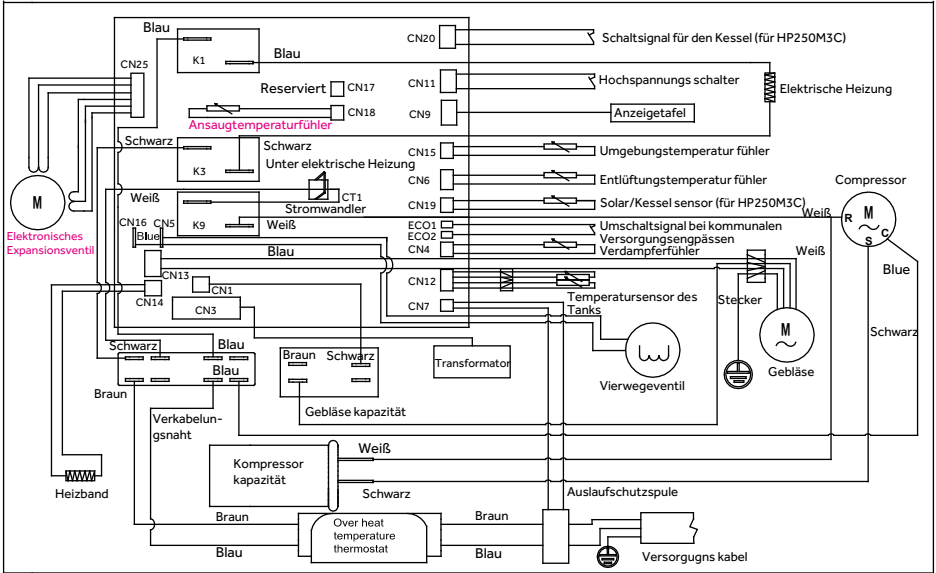 Blau
K1
Blau
CN25
Reserviert
CN17
CN18
Ansaugtemperaturfühler
Schwarz
K3
Schwarz
Unter elektrische Heizung
CT1
Stromwandler
Weiß
K9
Weiß
M
Elektronisches
Expansionsventil
CN16
CN5
Blue
Blau
CN13
CN14
CN1
CN3
CN20
Schaltsignal für den Kessel (für HP250M3C)
CN11
Hochspannungs schalter
Elektrische Heizung
CN9
Anzeigetafel
CN15
Umgebungstemperatur fühler
CN6
Entlüftungstemperatur fühler
CN19
Solar/Kessel sensor (für HP250M3C)
ECO1
ECO2
Umschaltsignal bei kommunalen
Versorgungsengpässen
CN4
Verdampferfühler
CN12
Temperatursensor des
Tanks
CN7
Compressor
Weiß
R
M
C
S
Blue
Schwarz
Weiß
Stecker
M
Gebläse
Vierwegeventil
Transformator
Schwarz
Blau
Blau
Braun
Verkabelun-
gsnaht
Braun
Schwarz
Gebläse kapazität
Heizband
Kompressor
kapazität
Weiß
Schwarz
Auslaufschutzspule
Braun
Blau
Over heat
temperature
thermostat
Braun
Blau
Versorgugns kabel